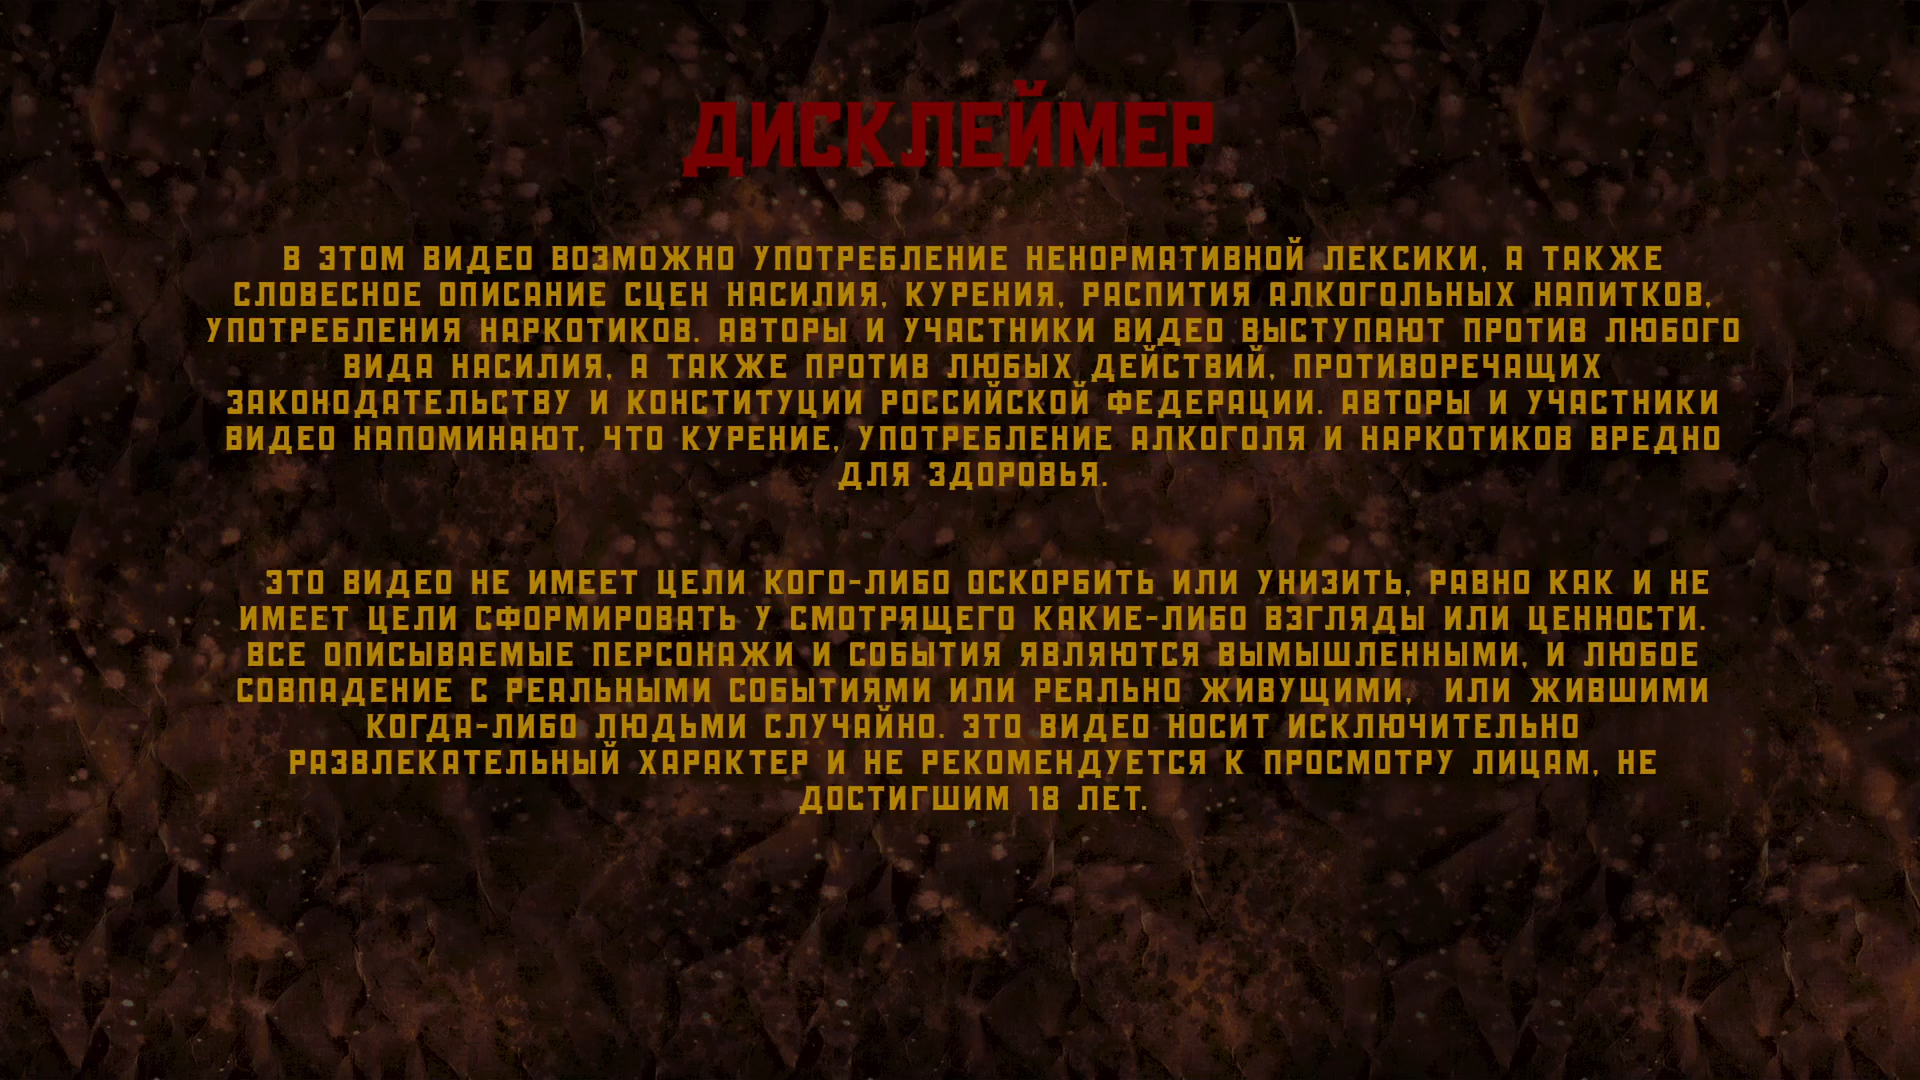 ДИСКЛЕЙМЕР
В ЭТОМ ВИДЕО ВОЗМОЖНО УПОТРЕБЛЕНИЕ НЕНОРМАТИВНОЙ ЛЕКСИКИ, А ТАКЖЕ
СЛОВЕСНОЕ ОПИСАНИЕ СЦЕН НАСИЛИЯ, КУРЕНИЯ, РАСПИТИЯ АЛКОГОЛЬНЫХ НАПИТКОВ,
УПОТРЕБЛЕНИЯ НАРКОТИКОВ. АВТОРЫ И УЧАСТНИКИ ВИДЕО ВЫСТУПАЮТ ПРОТИВ ЛЮБОГО
ВИДА НАСИЛИЯ, А ТАКЖЕ ПРОТИВ ЛЮБЫХ ДЕЙСТВИЙ, ПРОТИВОРЕЧАЩИХ
ЗАКОНОДАТЕЛЬСТВУ И КОНСТИТУЦИИ РОССИЙСКОЙ ФЕДЕРАЦИИ. АВТОРЫ И УЧАСТНИКИ
ВИДЕО НАПОМИНАЮТ, ЧТО КУРЕНИЕ, УПОТРЕБЛЕНИЕ АЛКОГОЛЯ И НАРКОТИКОВ ВРЕДНО
ДЛЯ ЗДОРОВЬЯ.
ЭТО ВИДЕО НЕ ИМЕЕТ ЦЕЛИ КОГО-ЛИБО ОСКОРБИТЬ ИЛИ УНИЗИТЬ, РАВНО КАК И НЕ
ИМЕЕТ ЦЕЛИ СФОРМИРОВАТЬ У СМОТРЯЩЕГО КАКИЕ-ЛИБО ВЗГЛЯДЫ ИЛИ ЦЕННОСТИ.
ВСЕ ОПИСЫВАЕМЫЕ ПЕРСОНАЖИ И СОБЫТИЯ ЯВЛЯЮТСЯ ВЫМЫШЛЕННЫМИ, И ЛЮБОЕ
СОВПАДЕНИЕ С РЕАЛЬНЫМИ СОБЫТИЯМИ ИЛИ РЕАЛЬНО ЖИВУЩИМИ, ИЛИ ЖИВШИМИ
КОГДА-ЛИБО ЛЮДЬМИ СЛУЧАЙНО. ЭТО ВИДЕО НОСИТ ИСКЛЮЧИТЕЛЬНО
РАЗВЛЕКАТЕЛЬНЫЙ ХАРАКТЕР И НЕ РЕКОМЕНДУЕТСЯ К ПРОСМОТРУ ЛИЦАМ, НЕ
ДОСТИГШИМ 18 ЛЕТ.